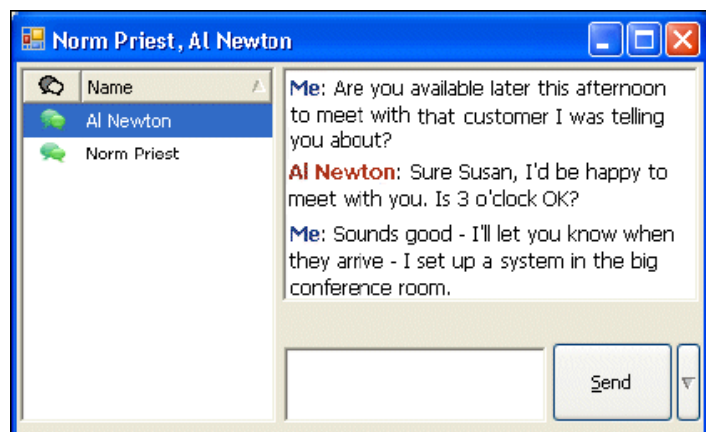 Norm Priest, Al Newton
Name
Al Newton
Norm Priest
Me: Are you available later this afternoon
to meet with that customer I was telling
you about?
Al Newton: Sure Susan, I'd be happy to
meet with you. Is 3 o'clock OK?
Me: Sounds good - I'll let you know when
they arrive - I set up a system in the big
conference room.
Send